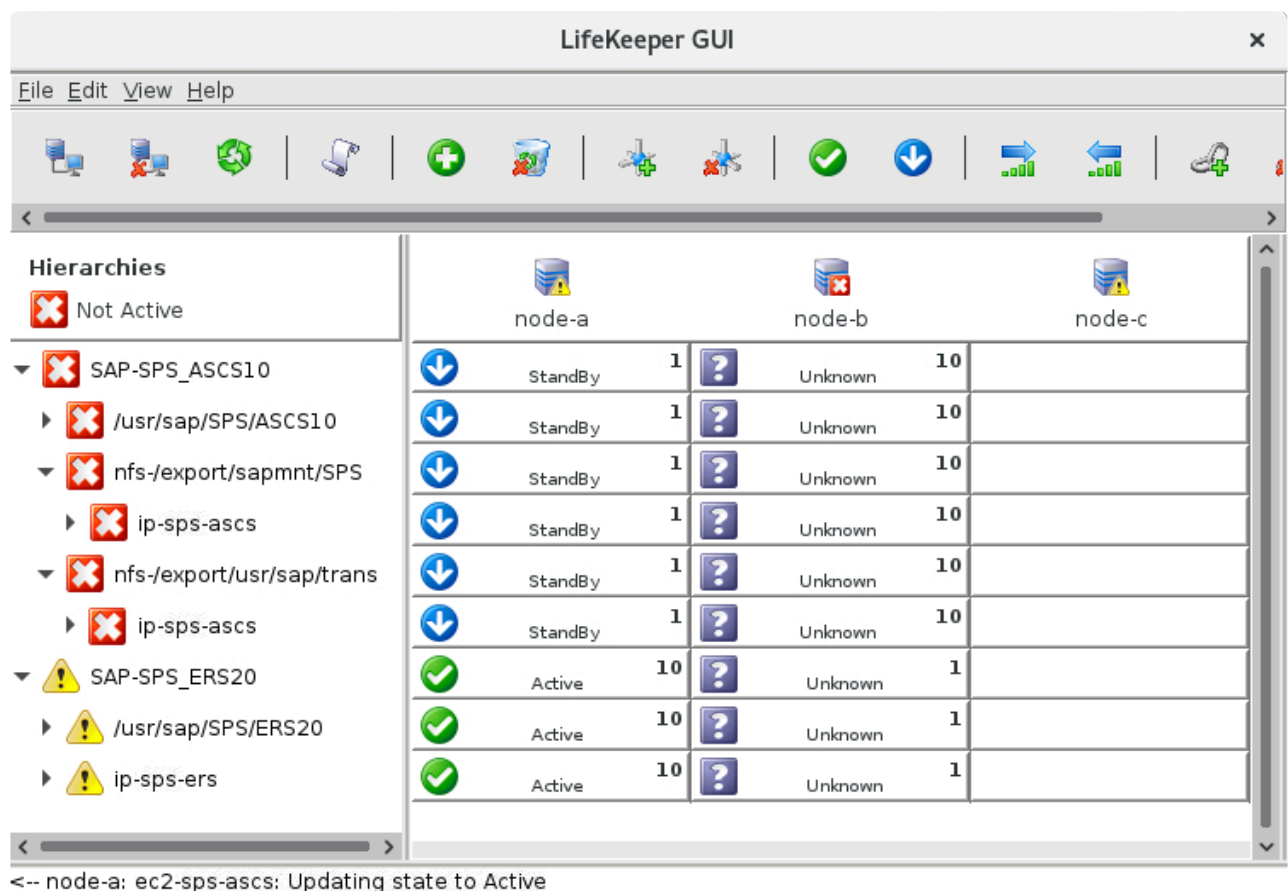 LifeKeeper GUI
File Edit View Help
Hierarchies
Not Active
node-a node-b node-c
SAP-SPS_ASCS10 StandBy 1 Unknown 10
/usr/sap/SPS/ASCS10 StandBy 1 Unknown 10
nfs-/export/sapmnt/SPS StandBy 1 Unknown 10
ip-sps-ascs StandBy 1 Unknown 10
nfs-/export/usr/sap/trans StandBy 1 Unknown 10
ip-sps-ascs StandBy 1 Unknown 10
SAP-SPS_ERS20 Active 10 Unknown 1
/usr/sap/SPS/ERS20 Active 10 Unknown 1
ip-sps-ers Active 10 Unknown 1
<-- node-a: ec2-sps-ascs: Updating state to Active